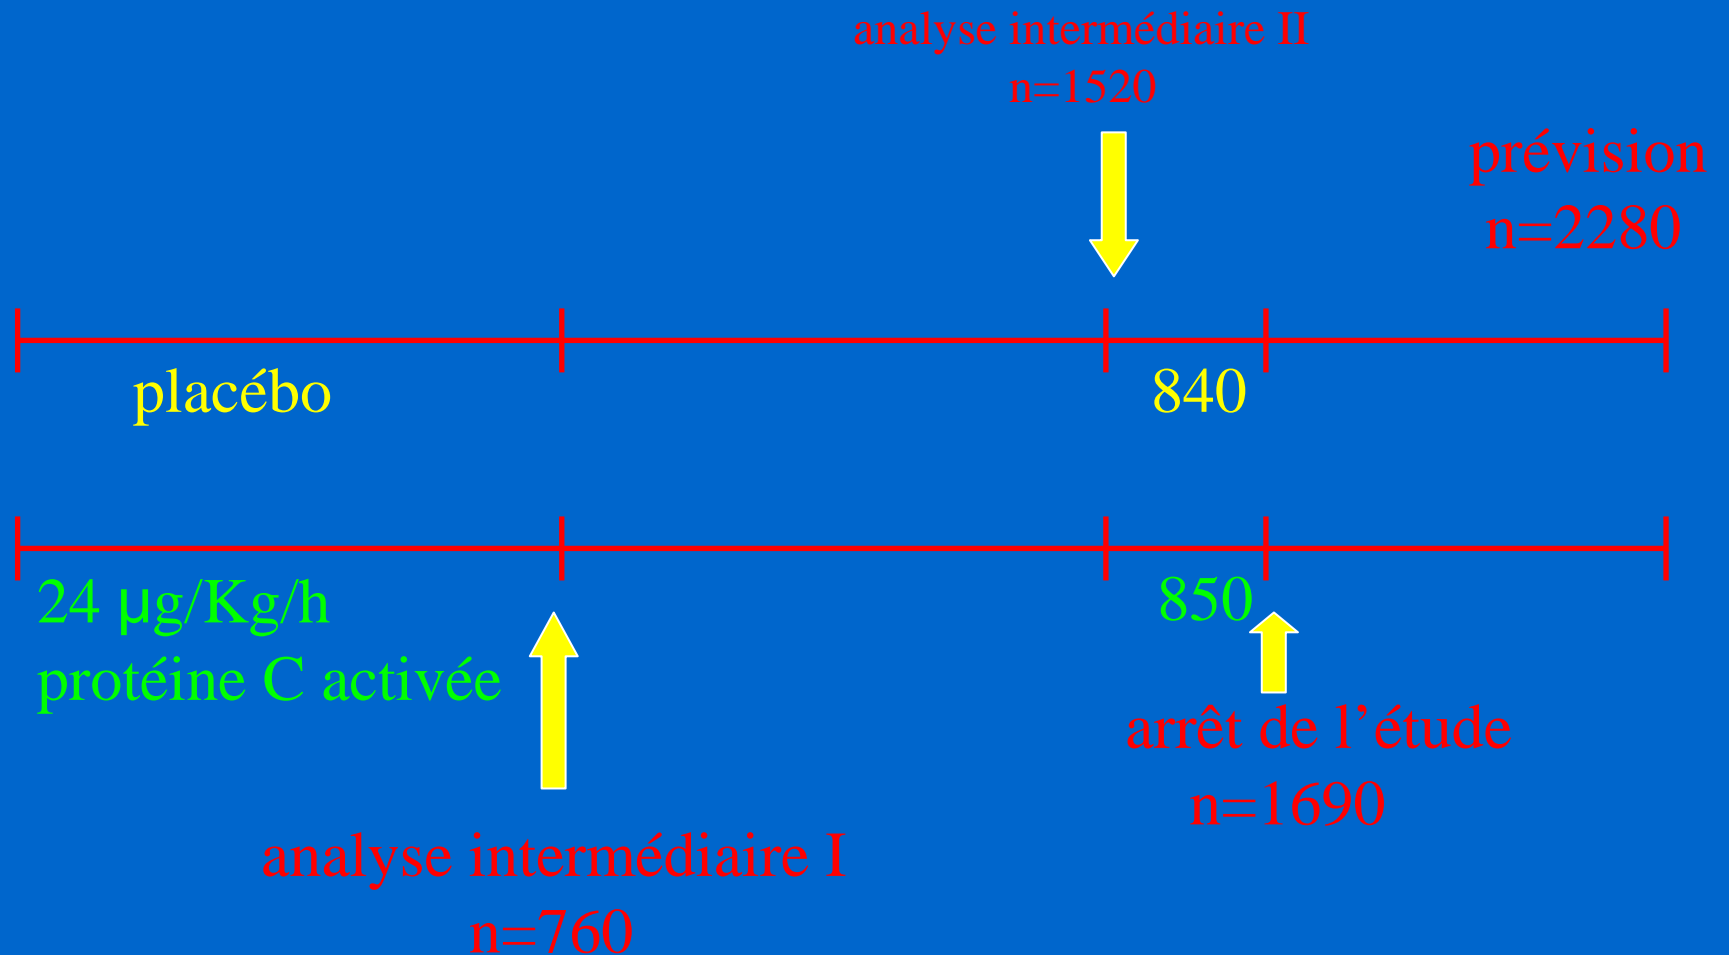 analyse intermédiaire II
n=1520
prévision
n=2280
placébo
840
24 µg/Kg/h
protéine C activée
850
arrêt de l’étude
n=1690
analyse intermédiaire I
n=760